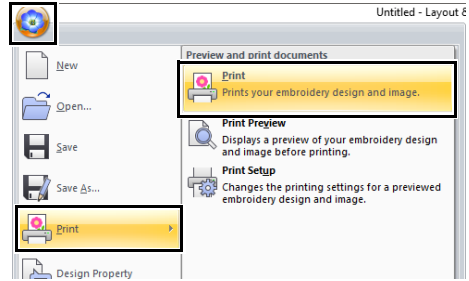 Untitled - Layout &
New
Open...
Save
Save As...
Print
Design Property
Preview and print documents
Print
Prints your embroidery design and image.
Print Preview
Displays a preview of your embroidery design
and image before printing.
Print Setup
Changes the printing settings for a previewed
embroidery design and image.